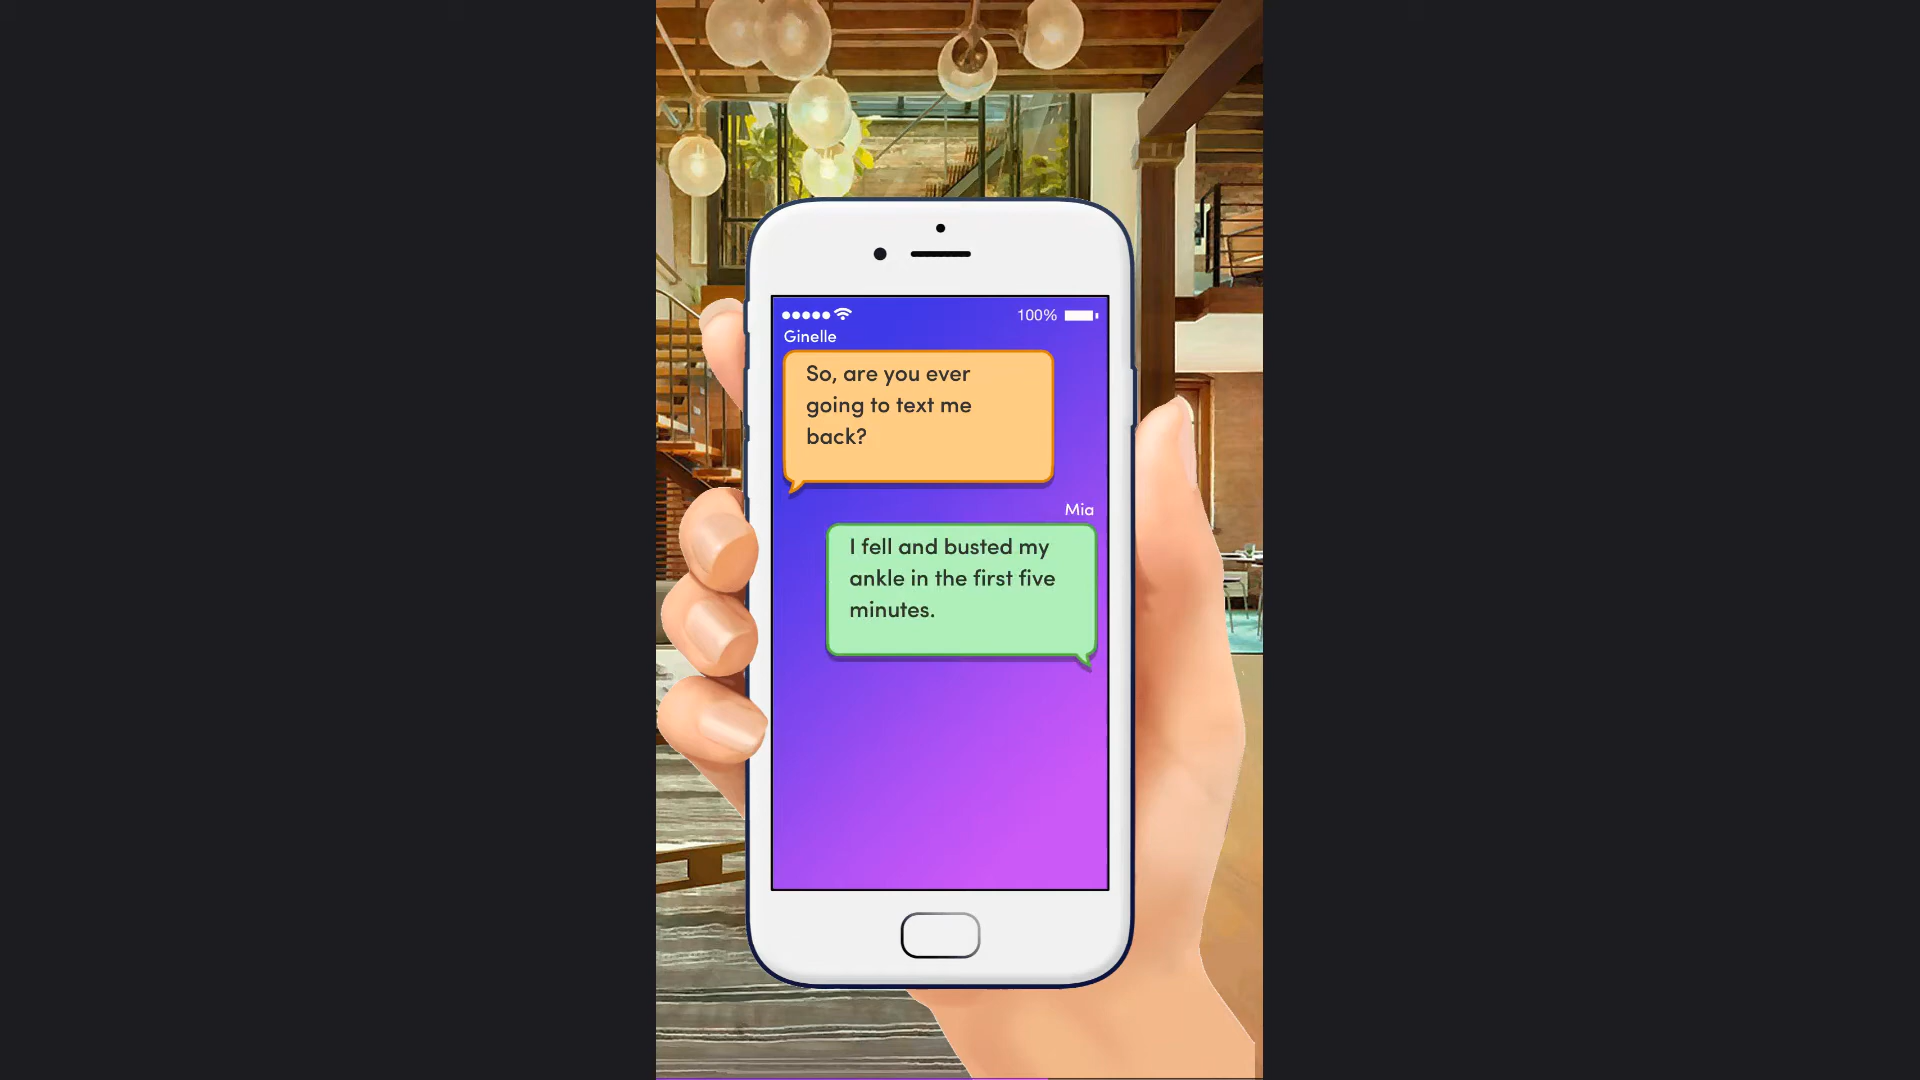 100%
Ginelle
So, are you ever
going to text me
back?
Mia
I fell and busted my
ankle in the first five
minutes.